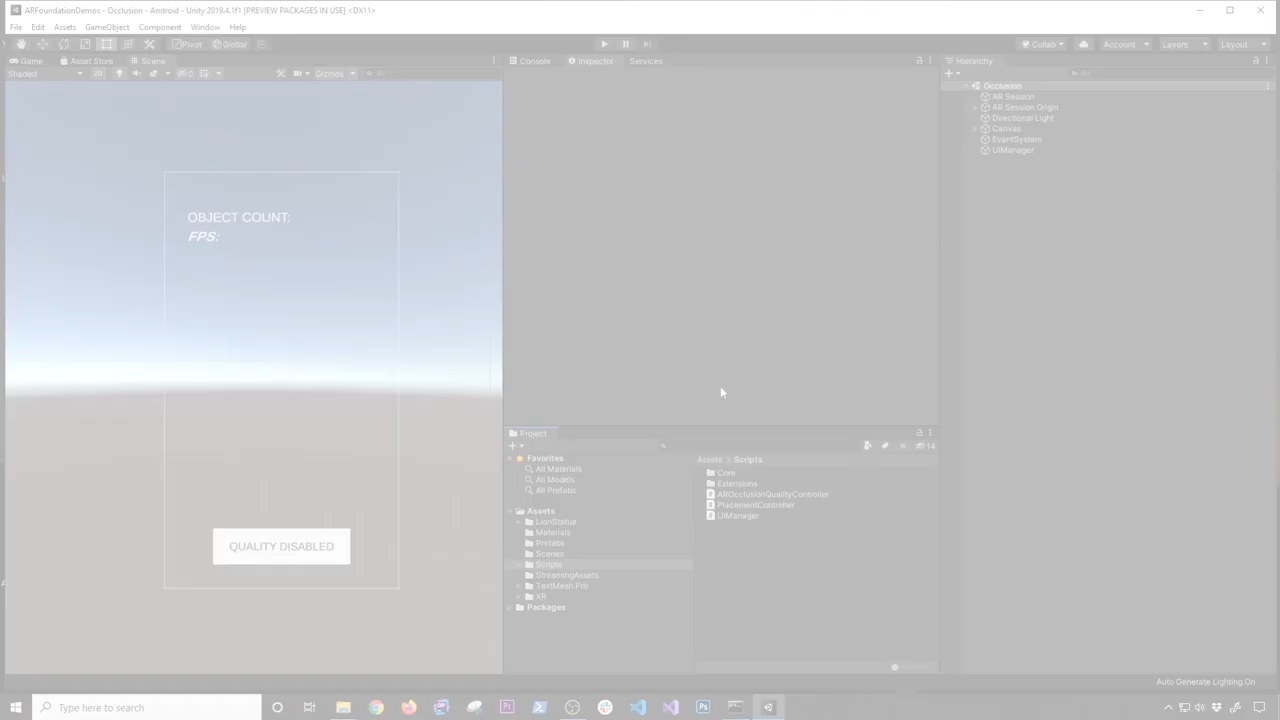 ARFoundationDemos - Occlusion - Android - Unity 2019.4.1f1 [PREVIEW PACKAGES IN USE] <DX11>
File Edit Assets GameObject Component Window Help
Pivot Global Collab Account Layers Layout
Game Asset Store Scene Console Inspector Services Hierarchy
Shaded 2D Gizmos All All
Occlusion
AR Session
AR Session Origin
Directional Light
Canvas
EventSystem
UIManager
OBJECT COUNT:
FPS:
QUALITY DISABLED
Project
14
Favorites
All Materials
All Models
All Prefabs
Assets
LionStatue
Materials
Prefabs
Scenes
Scripts
StreamingAssets
TextMesh Pro
XR
Packages
Assets > Scripts
Core
Extensions
AROcclusionQualityController
PlacementController
UIManager
Auto Generate Lighting On
Type here to search